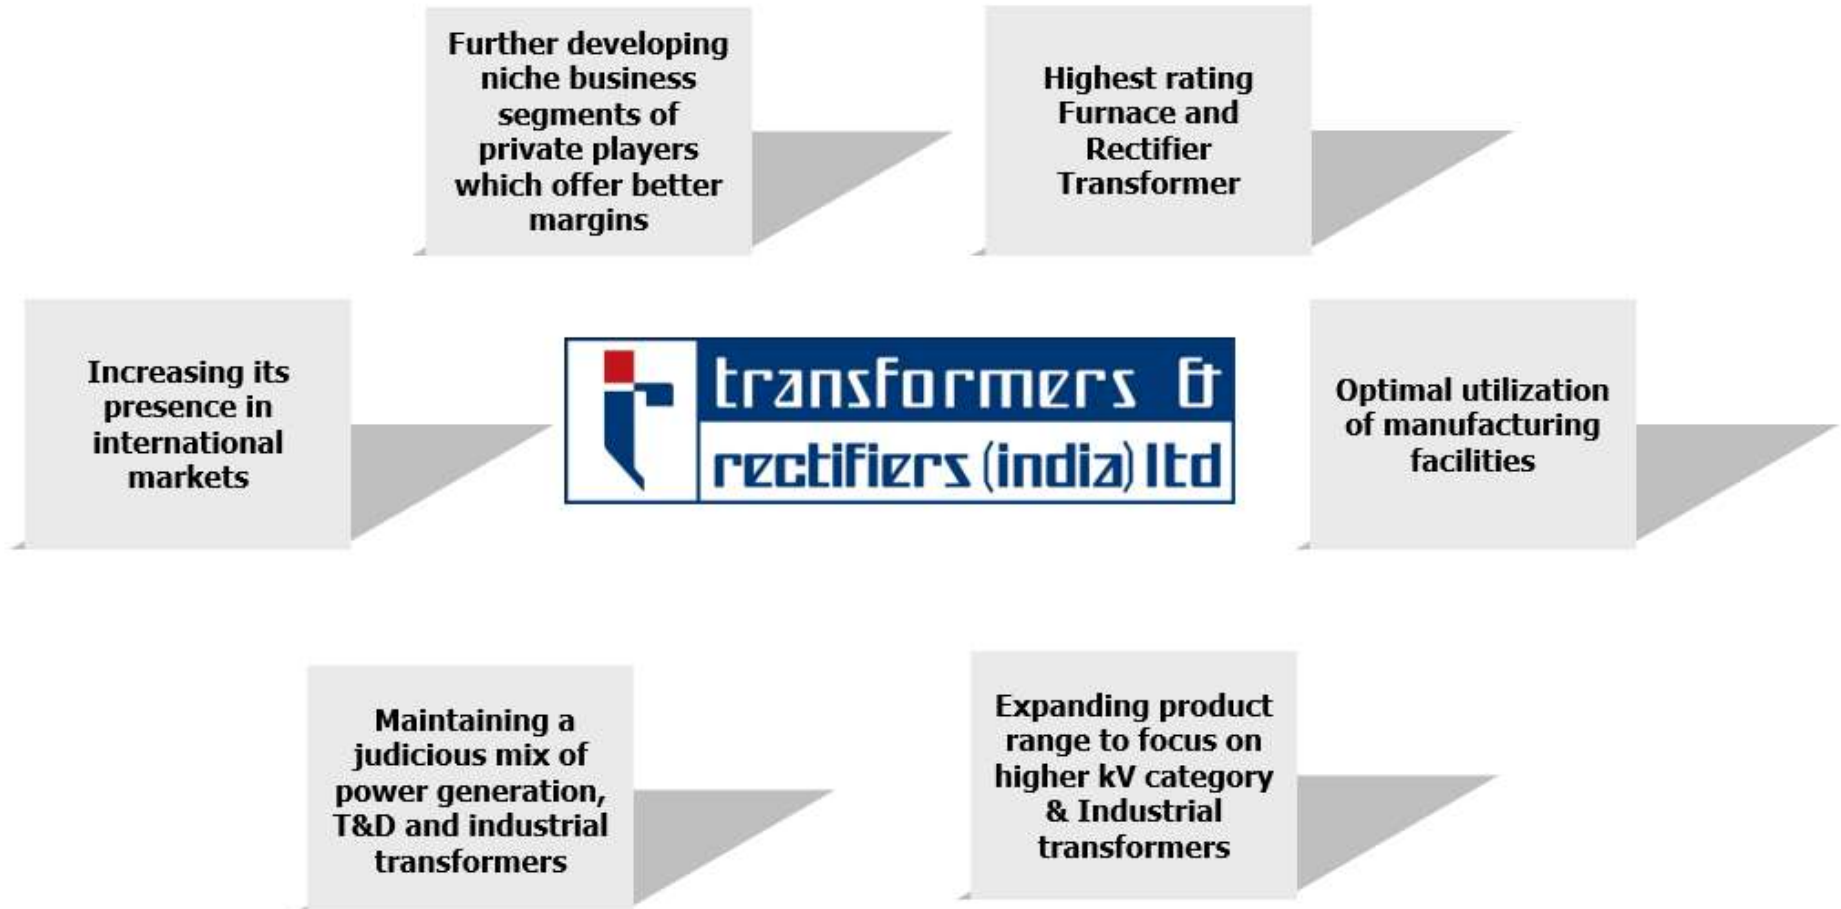 Further developing
niche business
segments of
private players
which offer better
margins
Highest rating
Furnace and
Rectifier
Transformer
Increasing its
presence in
international
markets
transformers &
rectifiers (india) ltd
Optimal utilization
of manufacturing
facilities
Maintaining a
judicious mix of
power generation,
T&D and industrial
transformers
Expanding product
range to focus on
higher kV category
& Industrial
transformers